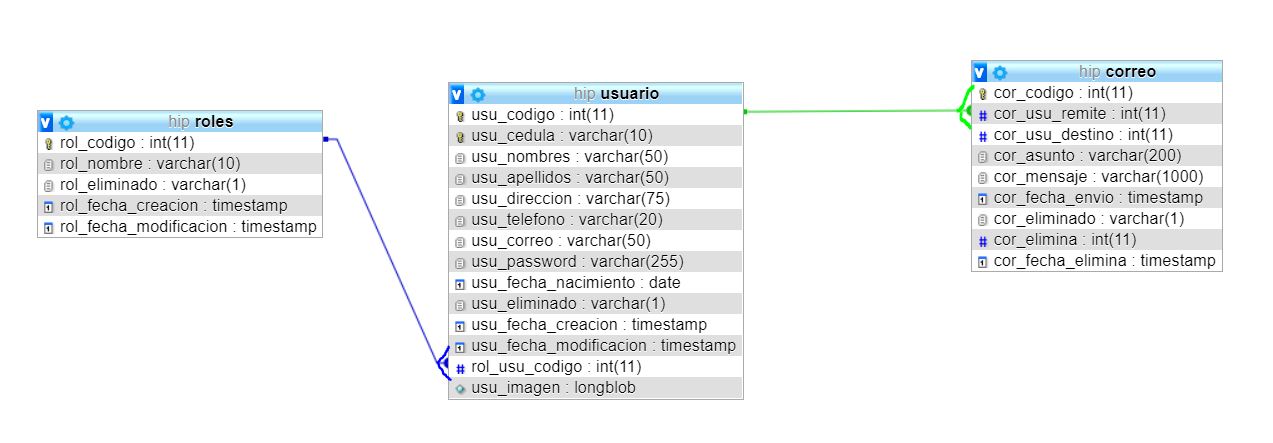 hip roles
rol_codigo : int(11)
rol_nombre : varchar(10)
rol_eliminado : varchar(1)
rol_fecha_creacion : timestamp
rol_fecha_modificacion : timestamp
hip usuario
usu_codigo : int(11)
usu_cedula : varchar(10)
usu_nombres : varchar(50)
usu_apellidos : varchar(50)
usu_direccion : varchar(75)
usu_telefono : varchar(20)
usu_correo : varchar(50)
usu_password : varchar(255)
usu_fecha_nacimiento : date
usu_eliminado : varchar(1)
usu_fecha_creacion : timestamp
usu_fecha_modificacion : timestamp
rol_usu_codigo : int(11)
usu_imagen : longblob
hip correo
cor_codigo : int(11)
cor_usu_remite : int(11)
cor_usu_destino : int(11)
cor_asunto : varchar(200)
cor_mensaje : varchar(1000)
cor_fecha_envio : timestamp
cor_eliminado : varchar(1)
cor_elimina : int(11)
cor_fecha_elimina : timestamp